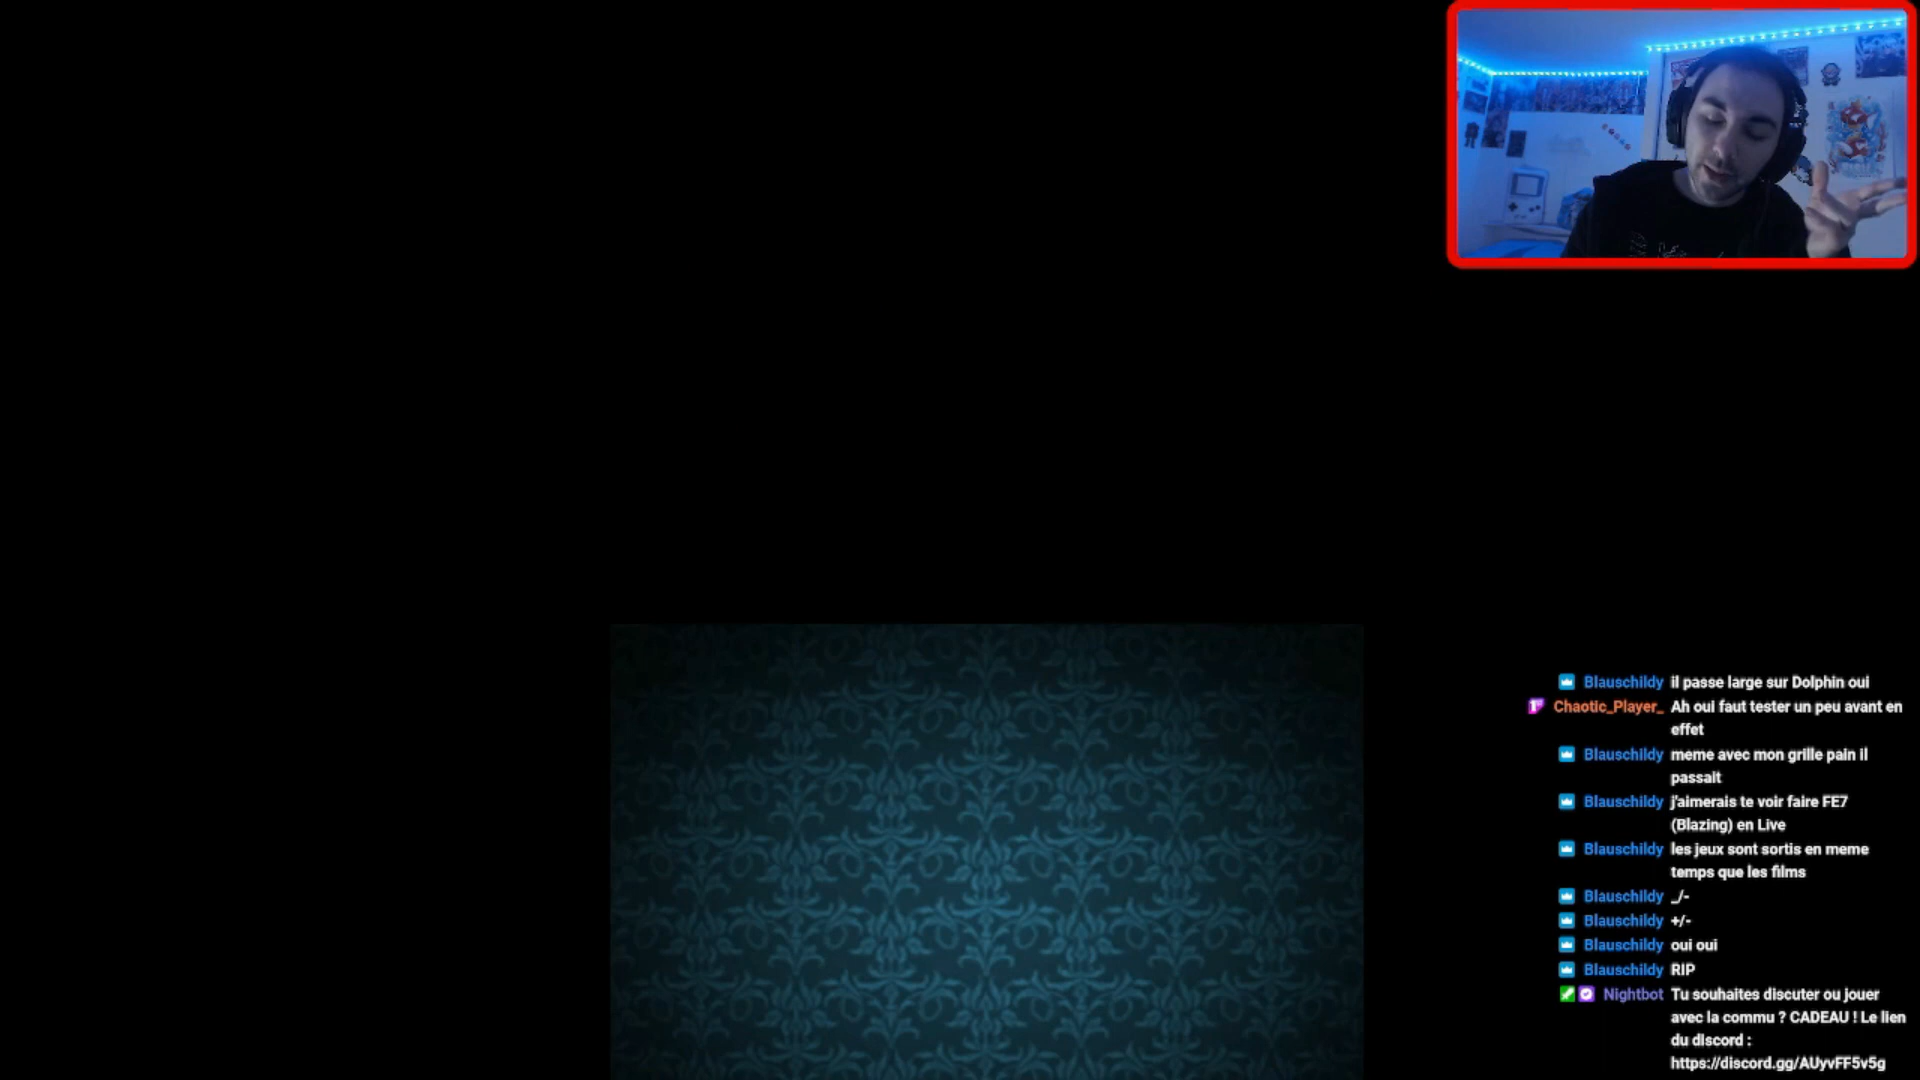 Blauschildy il passe large sur Dolphin oui
Chaotic_Player_ Ah oui faut tester un peu avant en
effet
Blauschildy meme avec mon grille pain il
passait
Blauschildy j'aimerais te voir faire FE7
(Blazing) en Live
Blauschildy les jeux sont sortis en meme
temps que les films
Blauschildy _/-
Blauschildy +/-
Blauschildy oui oui
Blauschildy RIP
Nightbot Tu souhaites discuter ou jouer
avec la commu ? CADEAU ! Le lien
du discord :
https://discord.gg/AUyvFF5v5g